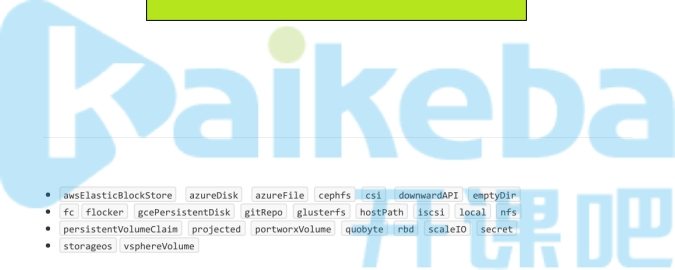 kaikeba
开课吧
awsElasticBlockStore azureDisk azureFile cephfs csi downwardAPI emptyDir
fc flocker gcePersistentDisk gitRepo glusterfs hostPath iscsi local nfs
persistentVolumeClaim projected portworxVolume quobyte rbd scaleIO secret
storageos vsphereVolume